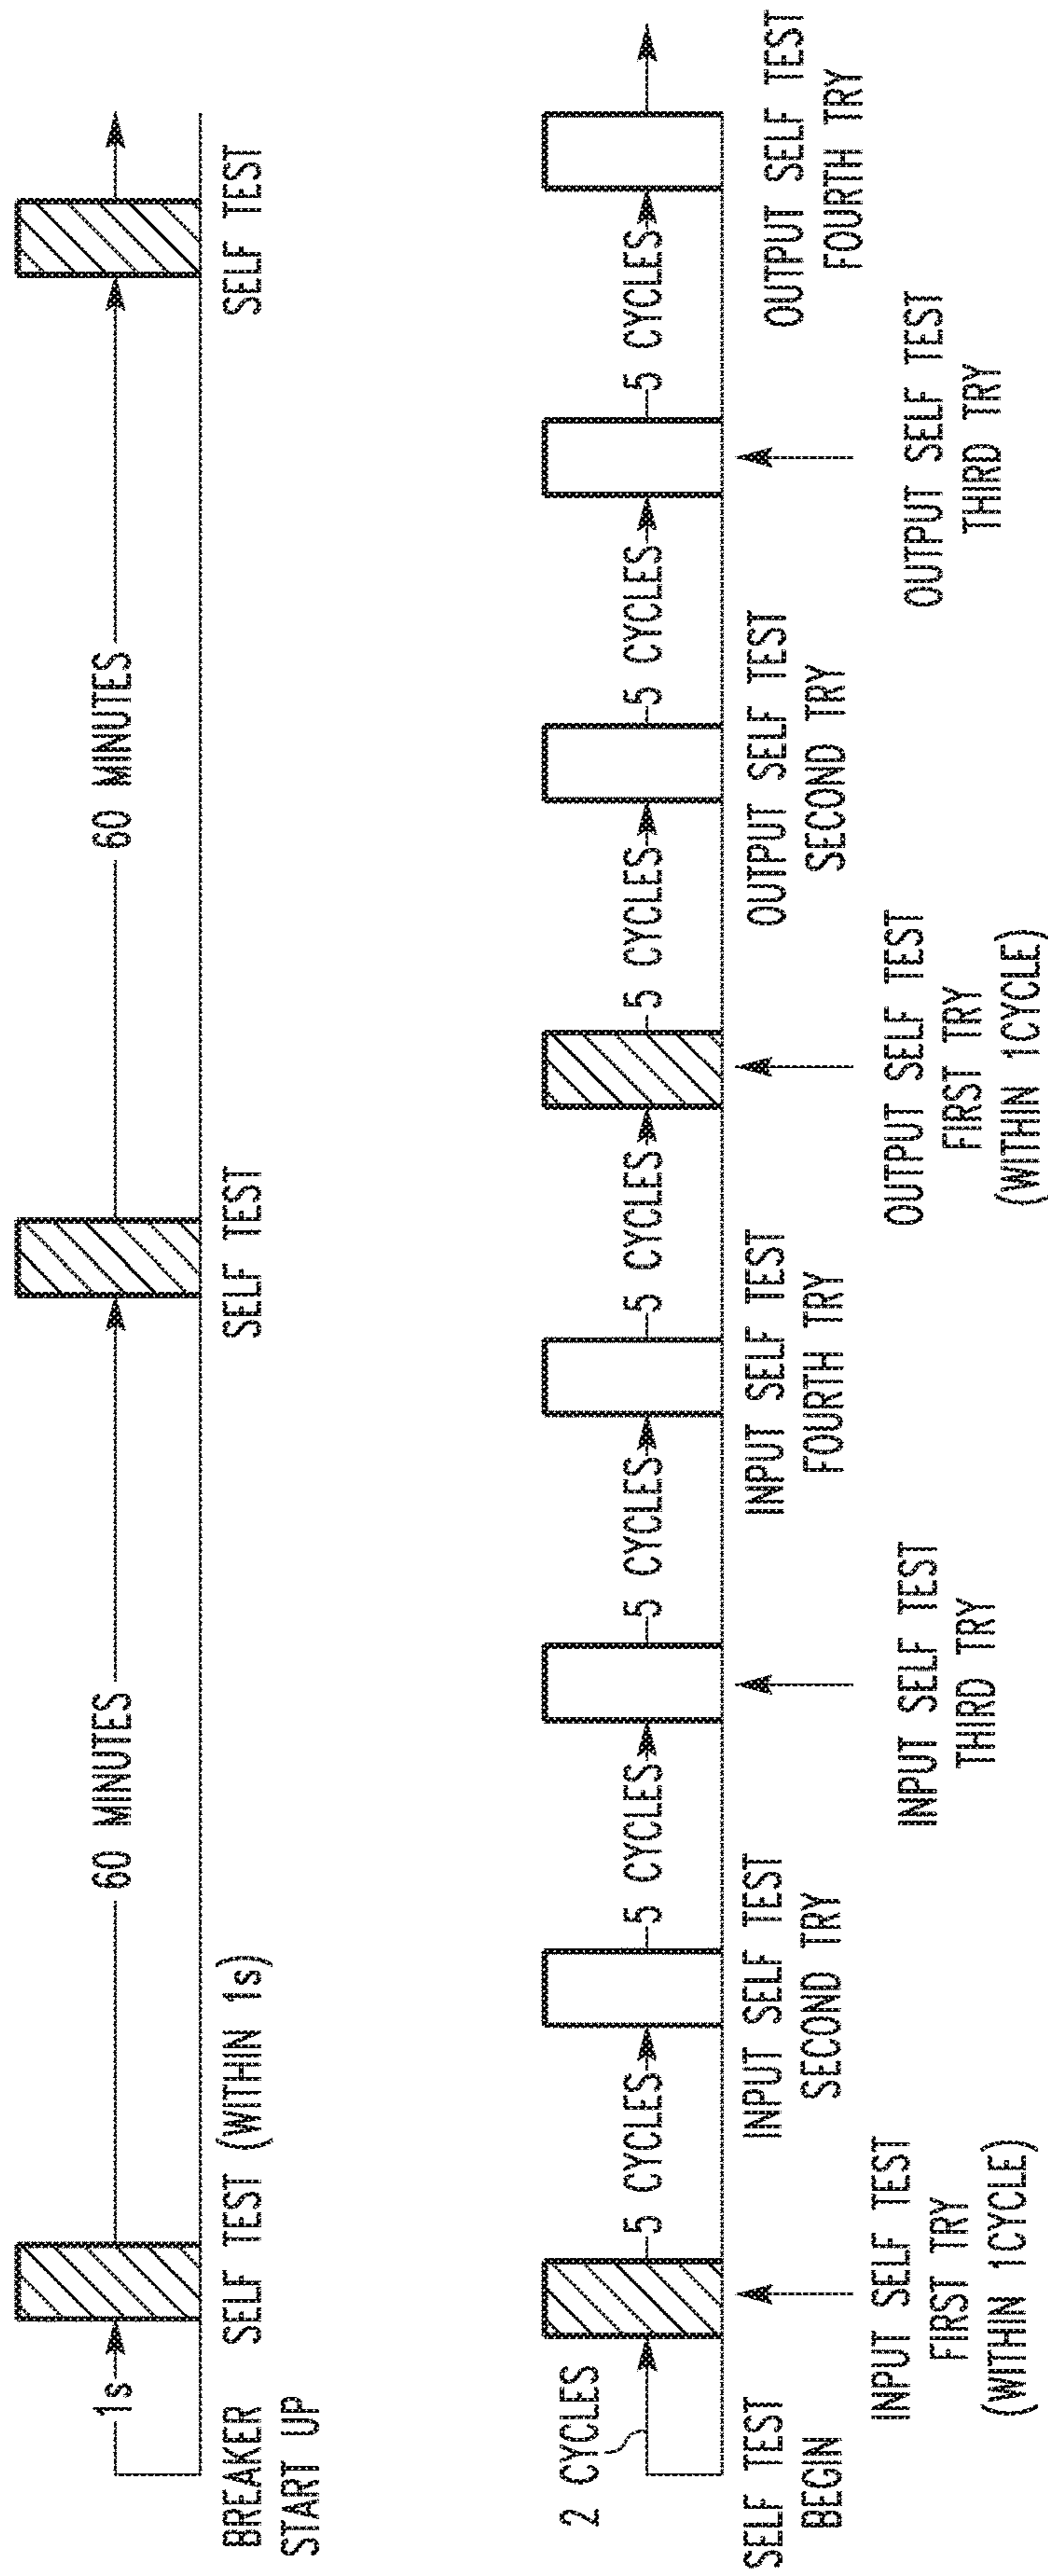 1s
60 MINUTES
60 MINUTES
BREAKER
START UP
SELF TEST (WITHIN 1s)
SELF TEST
SELF TEST
2 CYCLES
5 CYCLES
5 CYCLES
5 CYCLES
5 CYCLES
5 CYCLES
5 CYCLES
5 CYCLES
SELF TEST
BEGIN
INPUT SELF TEST
FIRST TRY
(WITHIN 1CYCLE)
INPUT SELF TEST
SECOND TRY
INPUT SELF TEST
THIRD TRY
INPUT SELF TEST
FOURTH TRY
OUTPUT SELF TEST
FIRST TRY
(WITHIN 1CYCLE)
OUTPUT SELF TEST
SECOND TRY
OUTPUT SELF TEST
THIRD TRY
OUTPUT SELF TEST
FOURTH TRY